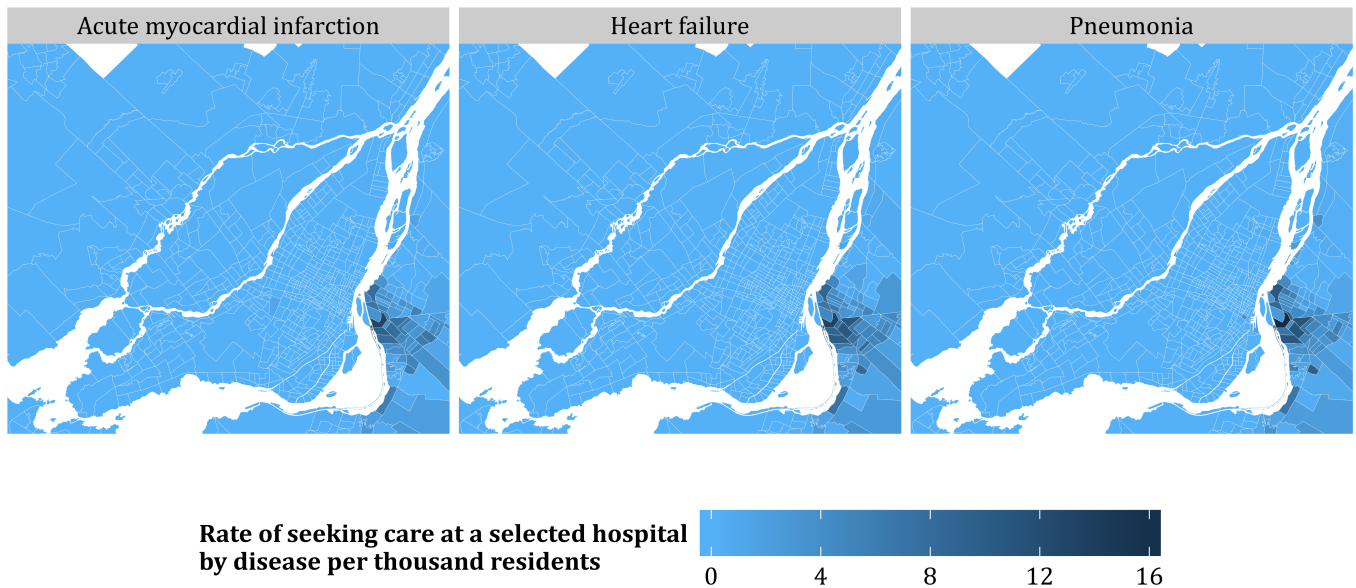 Acute myocardial infarction
Heart failure
Pneumonia
Rate of seeking care at a selected hospital
by disease per thousand residents
0 4 8 12 16